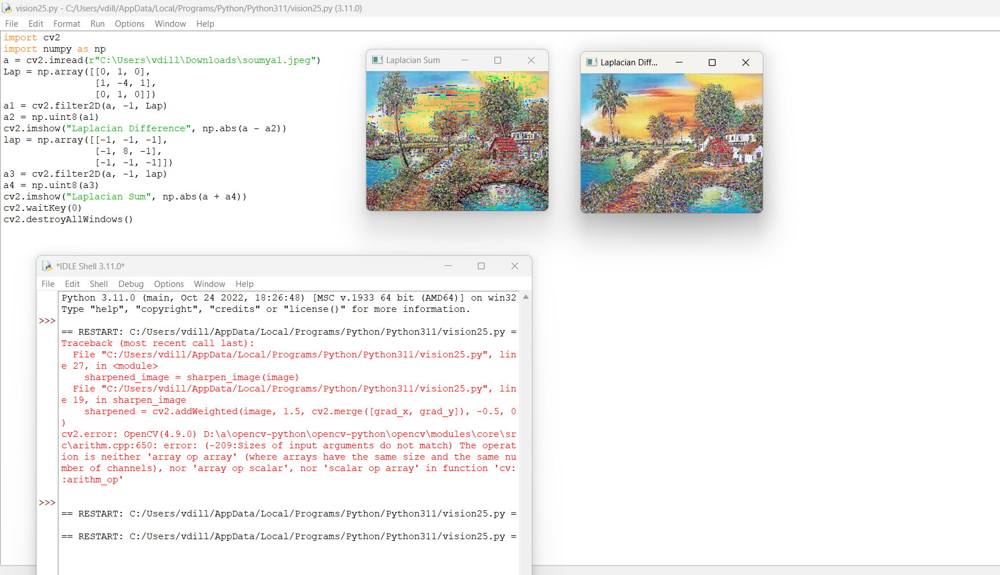 vision25.py - C:/Users/vdill/AppData/Local/Programs/Python/Python311/vision25.py (3.11.0)
File Edit Format Run Options Window Help
import cv2
import numpy as np
a = cv2.imread(r"C:\Users\vdill\Downloads\soumya1.jpeg")
Lap = np.array([[0, 1, 0],
                [1, -4, 1],
                [0, 1, 0]])
a1 = cv2.filter2D(a, -1, Lap)
a2 = np.uint8(a1)
cv2.imshow("Laplacian Difference", np.abs(a - a2))
lap = np.array([[-1, -1, -1],
                [-1, 8, -1],
                [-1, -1, -1]])
a3 = cv2.filter2D(a, -1, lap)
a4 = np.uint8(a3)
cv2.imshow("Laplacian Sum", np.abs(a + a4))
cv2.waitKey(0)
cv2.destroyAllWindows()
Laplacian Sum
Laplacian Diff...
*IDLE Shell 3.11.0*
File Edit Shell Debug Options Window Help
Python 3.11.0 (main, Oct 24 2022, 18:26:48) [MSC v.1933 64 bit (AMD64)] on win32
Type "help", "copyright", "credits" or "license()" for more information.
>>>
== RESTART: C:/Users/vdill/AppData/Local/Programs/Python/Python311/vision25.py =
Traceback (most recent call last):
  File "C:/Users/vdill/AppData/Local/Programs/Python/Python311/vision25.py", lin
e 27, in <module>
    sharpened_image = sharpen_image(image)
  File "C:/Users/vdill/AppData/Local/Programs/Python/Python311/vision25.py", lin
e 19, in sharpen_image
    sharpened = cv2.addWeighted(image, 1.5, cv2.merge([grad_x, grad_y]), -0.5, 0
)
cv2.error: OpenCV(4.9.0) D:\a\opencv-python\opencv-python\opencv\modules\core\sr
c\arithm.cpp:650: error: (-209:Sizes of input arguments do not match) The operat
ion is neither 'array op array' (where arrays have the same size and the same nu
mber of channels), nor 'array op scalar', nor 'scalar op array' in function 'cv:
:arithm_op'
>>>
== RESTART: C:/Users/vdill/AppData/Local/Programs/Python/Python311/vision25.py =
== RESTART: C:/Users/vdill/AppData/Local/Programs/Python/Python311/vision25.py =